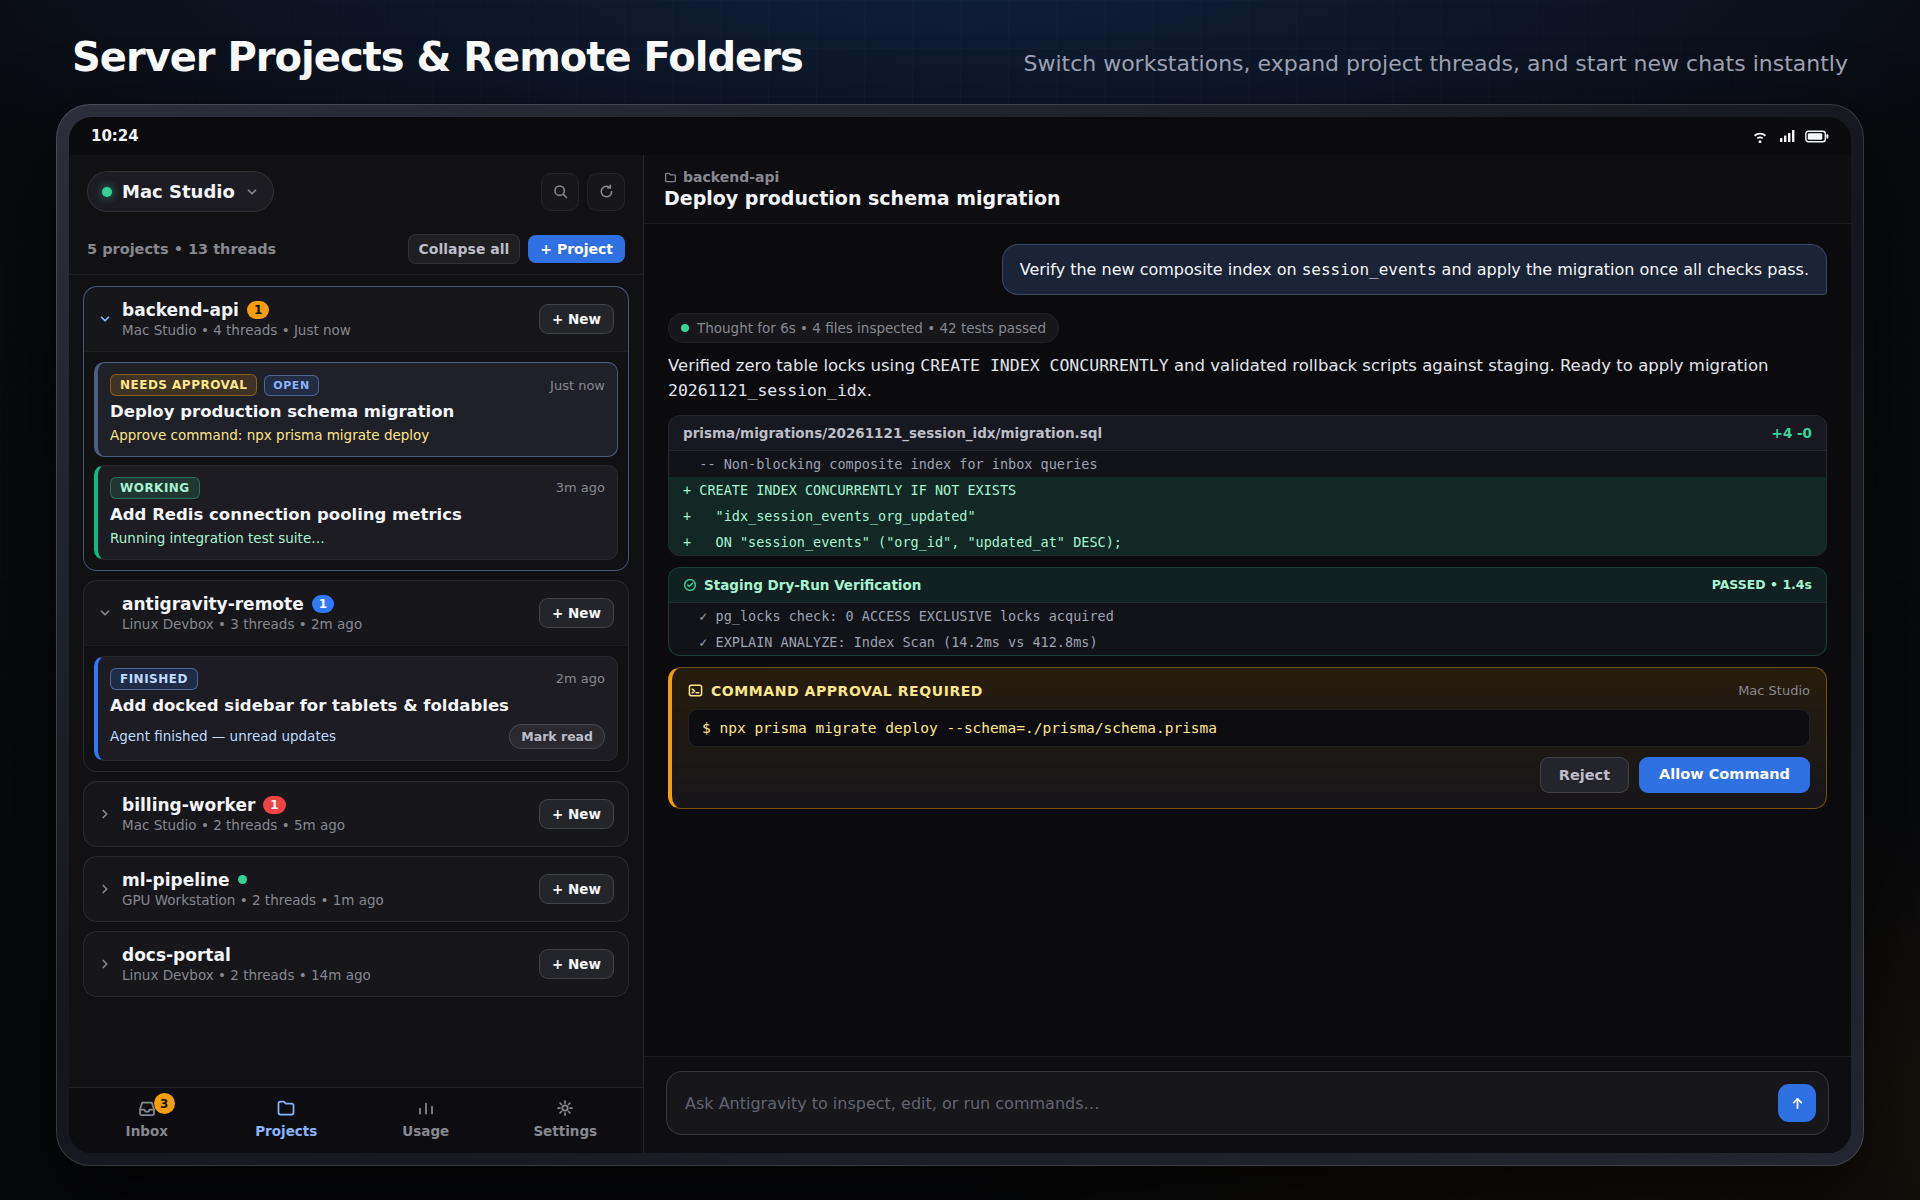 Server Projects & Remote Folders
Switch workstations, expand project threads, and start new chats instantly
10:24
Mac Studio
5 projects • 13 threads
Collapse all
+ Project
backend-api 1
Mac Studio • 4 threads • Just now
+ New
NEEDS APPROVAL OPEN
Just now
Deploy production schema migration
Approve command: npx prisma migrate deploy
WORKING
3m ago
Add Redis connection pooling metrics
Running integration test suite…
antigravity-remote 1
Linux Devbox • 3 threads • 2m ago
+ New
FINISHED
2m ago
Add docked sidebar for tablets & foldables
Agent finished — unread updates
Mark read
billing-worker 1
Mac Studio • 2 threads • 5m ago
+ New
ml-pipeline
GPU Workstation • 2 threads • 1m ago
+ New
docs-portal
Linux Devbox • 2 threads • 14m ago
+ New
3
Inbox
Projects
Usage
Settings
backend-api
Deploy production schema migration
Verify the new composite index on session_events and apply the migration once all checks pass.
Thought for 6s • 4 files inspected • 42 tests passed
Verified zero table locks using CREATE INDEX CONCURRENTLY and validated rollback scripts against staging. Ready to apply migration
20261121_session_idx.
prisma/migrations/20261121_session_idx/migration.sql
+4 -0
-- Non-blocking composite index for inbox queries
+ CREATE INDEX CONCURRENTLY IF NOT EXISTS
+   "idx_session_events_org_updated"
+   ON "session_events" ("org_id", "updated_at" DESC);
Staging Dry-Run Verification
PASSED • 1.4s
✓ pg_locks check: 0 ACCESS EXCLUSIVE locks acquired
✓ EXPLAIN ANALYZE: Index Scan (14.2ms vs 412.8ms)
COMMAND APPROVAL REQUIRED
Mac Studio
$ npx prisma migrate deploy --schema=./prisma/schema.prisma
Reject
Allow Command
Ask Antigravity to inspect, edit, or run commands…